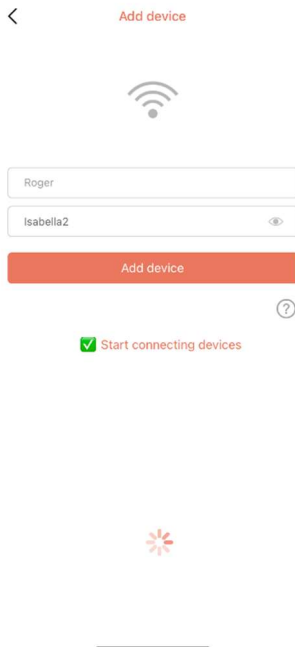 Add device
Roger
Isabella2
Add device
?
Start connecting devices